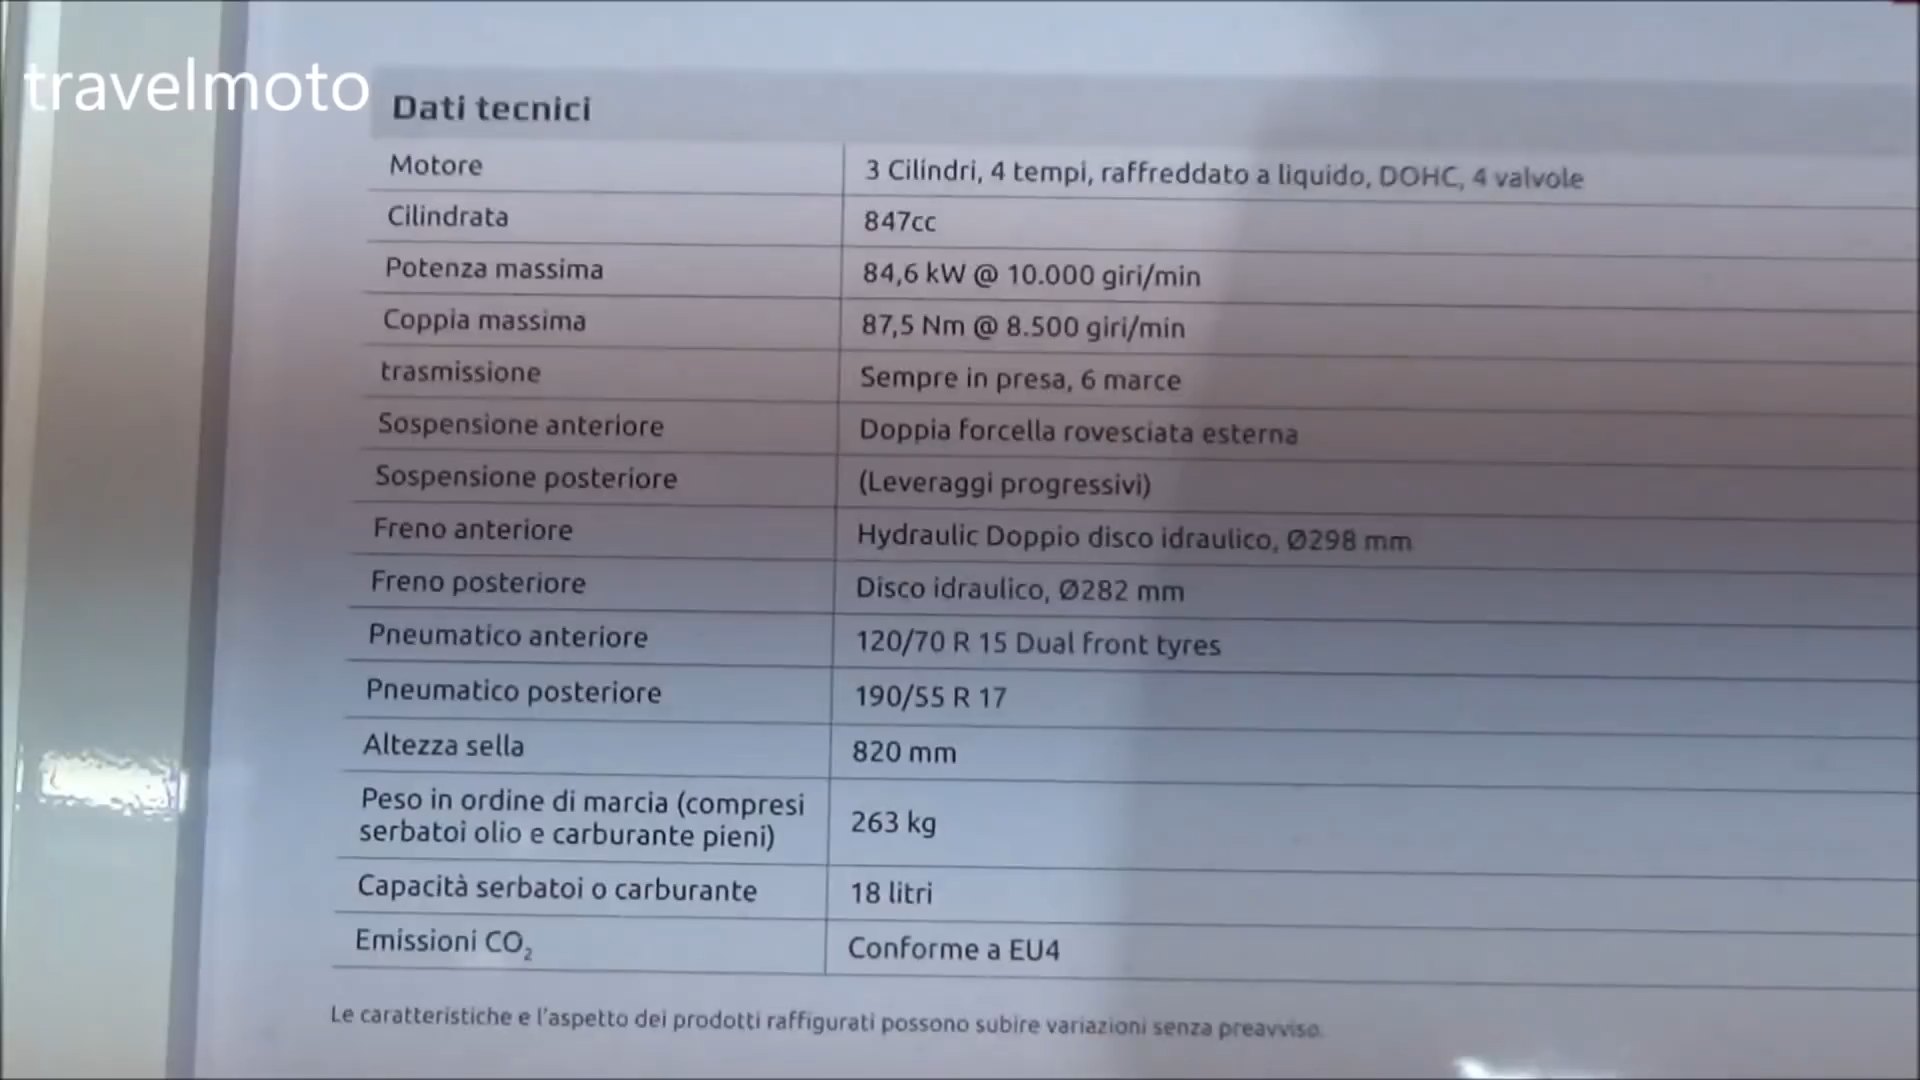 travelmoto
Dati tecnici
Motore 3 Cilindri, 4 tempi, raffreddato a liquido, DOHC, 4 valvole
Cilindrata 847cc
Potenza massima 84,6 kW @ 10.000 giri/min
Coppia massima 87,5 Nm @ 8.500 giri/min
trasmissione Sempre in presa, 6 marce
Sospensione anteriore Doppia forcella rovesciata esterna
Sospensione posteriore (Leveraggi progressivi)
Freno anteriore Hydraulic Doppio disco idraulico, Ø298 mm
Freno posteriore Disco idraulico, Ø282 mm
Pneumatico anteriore 120/70 R 15 Dual front tyres
Pneumatico posteriore 190/55 R 17
Altezza sella 820 mm
Peso in ordine di marcia (compresi
serbatoi olio e carburante pieni) 263 kg
Capacità serbatoi o carburante 18 litri
Emissioni CO₂ Conforme a EU4
Le caratteristiche e l'aspetto dei prodotti raffigurati possono subire variazioni senza preavviso.